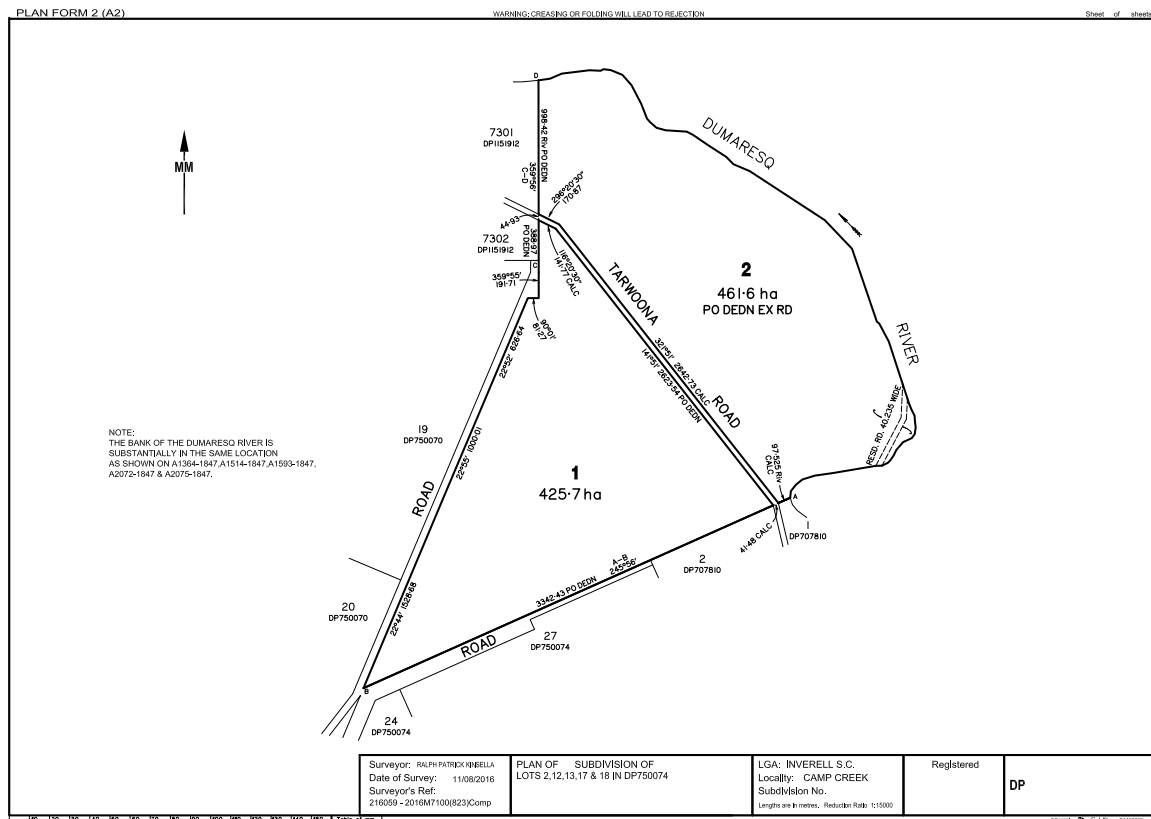 PLAN FORM 2 (A2)
WARNING: CREASING OR FOLDING WILL LEAD TO REJECTION
Sheet of sheets
MM
D
7301
DP1151912
998·42 Riv PO DEDN
359°56'
C-D
DUMARESQ
296°20'30"
170·87
44·93
7302
DP1151912
388·97
PO DEDN
C
359°55'
191·71
116°20'30"
141·77 CALC
TARWOONA
2
461·6 ha
PO DEDN EX RD
90°01'
81·27
22°52' 626·64
321°51' 2642·73 CALC
141°51' 2623·54 PO DEDN
ROAD
RIVER
RESD. RD. 40.235 WIDE
NOTE:
THE BANK OF THE DUMARESQ RIVER IS
SUBSTANTIALLY IN THE SAME LOCATION
AS SHOWN ON A1364-1847,A1514-1847,A1593-1847,
A2072-1847 & A2075-1847.
19
DP750070
22°55' 1000·01
ROAD
1
425·7 ha
97·525 Riv
CALC
A
1
DP707810
41·48 CALC
2
DP707810
A-B
245°56'
3342·43 PO DEDN
20
DP750070
22°44' 1528·68
27
DP750074
ROAD
B
24
DP750074
Surveyor: RALPH PATRICK KINSELLA
Date of Survey: 11/08/2016
Surveyor's Ref:
216059 - 2016M7100(823)Comp
PLAN OF SUBDIVISION OF
LOTS 2,12,13,17 & 18 IN DP750074
LGA: INVERELL S.C.
Locality: CAMP CREEK
Subdivision No.
Lengths are in metres. Reduction Ratio 1:15000
Registered
DP